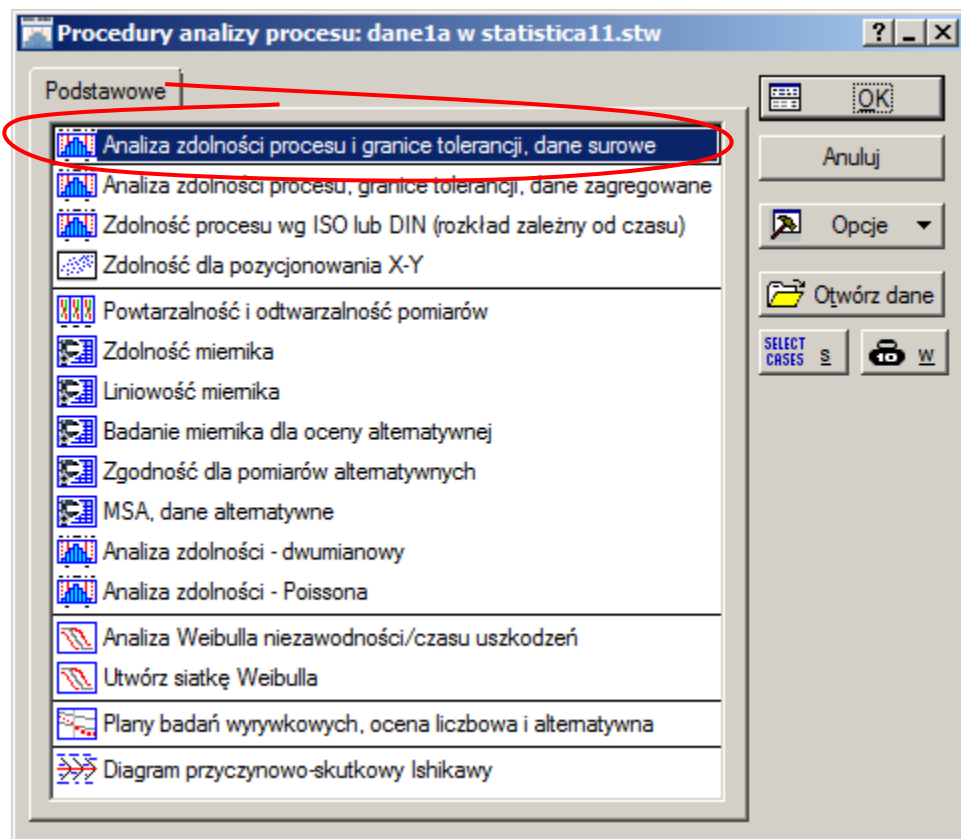 Procedury analizy procesu: dane1a w statistica11.stw
Podstawowe
Analiza zdolności procesu i granice tolerancji, dane surowe
Analiza zdolności procesu, granice tolerancji, dane zagregowane
Zdolność procesu wg ISO lub DIN (rozkład zależny od czasu)
Zdolność dla pozycjonowania X-Y
Powtarzalność i odtwarzalność pomiarów
Zdolność miernika
Liniowość miernika
Badanie miernika dla oceny alternatywnej
Zgodność dla pomiarów alternatywnych
MSA, dane alternatywne
Analiza zdolności - dwumianowy
Analiza zdolności - Poissona
Analiza Weibulla niezawodności/czasu uszkodzeń
Utwórz siatkę Weibulla
Plany badań wyrywkowych, ocena liczbowa i alternatywna
Diagram przyczynowo-skutkowy Ishikawy
OK
Anuluj
Opcje
Otwórz dane
SELECT CASES S
10 W